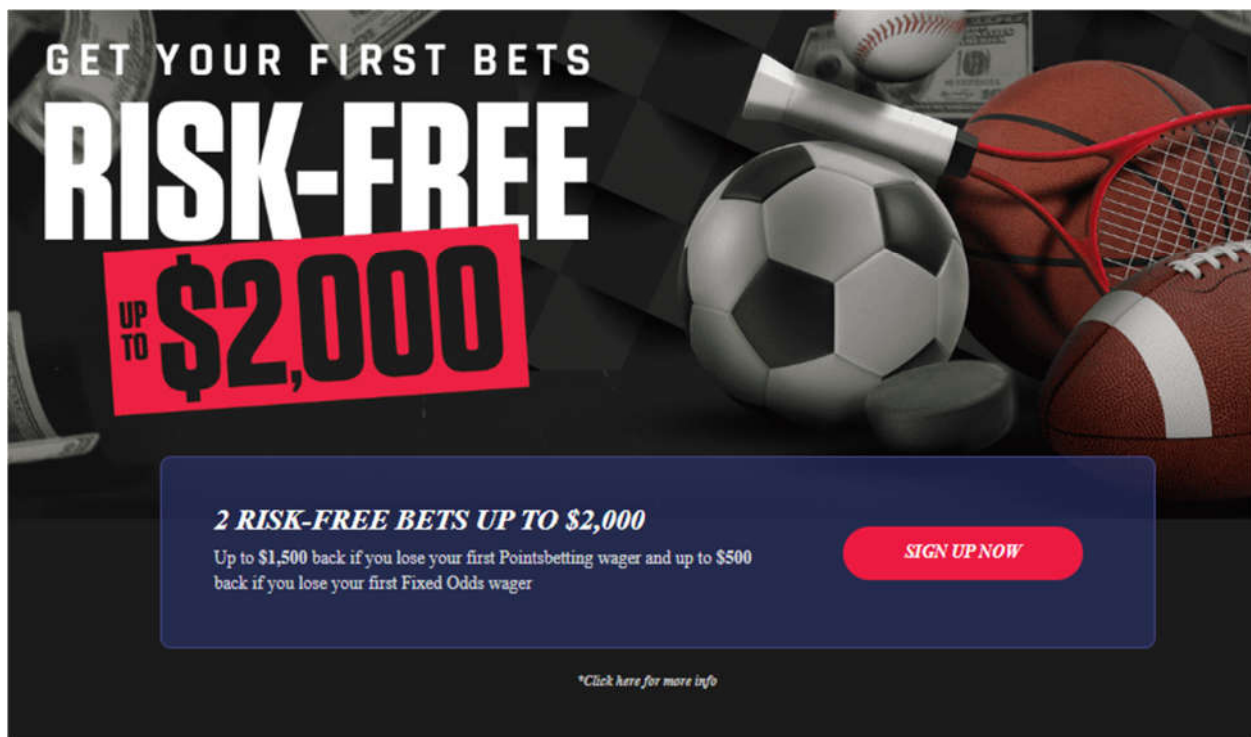 GET YOUR FIRST BETS
RISK-FREE
UP TO $2,000
2 RISK-FREE BETS UP TO $2,000
Up to $1,500 back if you lose your first Pointsbetting wager and up to $500
back if you lose your first Fixed Odds wager
SIGN UP NOW
*Click here for more info